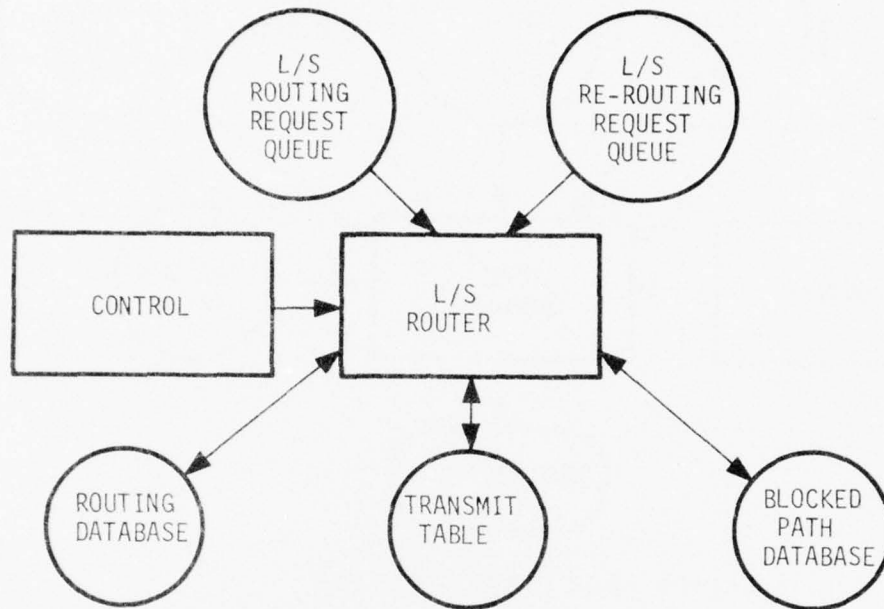 L/S
ROUTING
REQUEST
QUEUE
L/S
RE-ROUTING
REQUEST
QUEUE
CONTROL
L/S
ROUTER
ROUTING
DATABASE
TRANSMIT
TABLE
BLOCKED
PATH
DATABASE